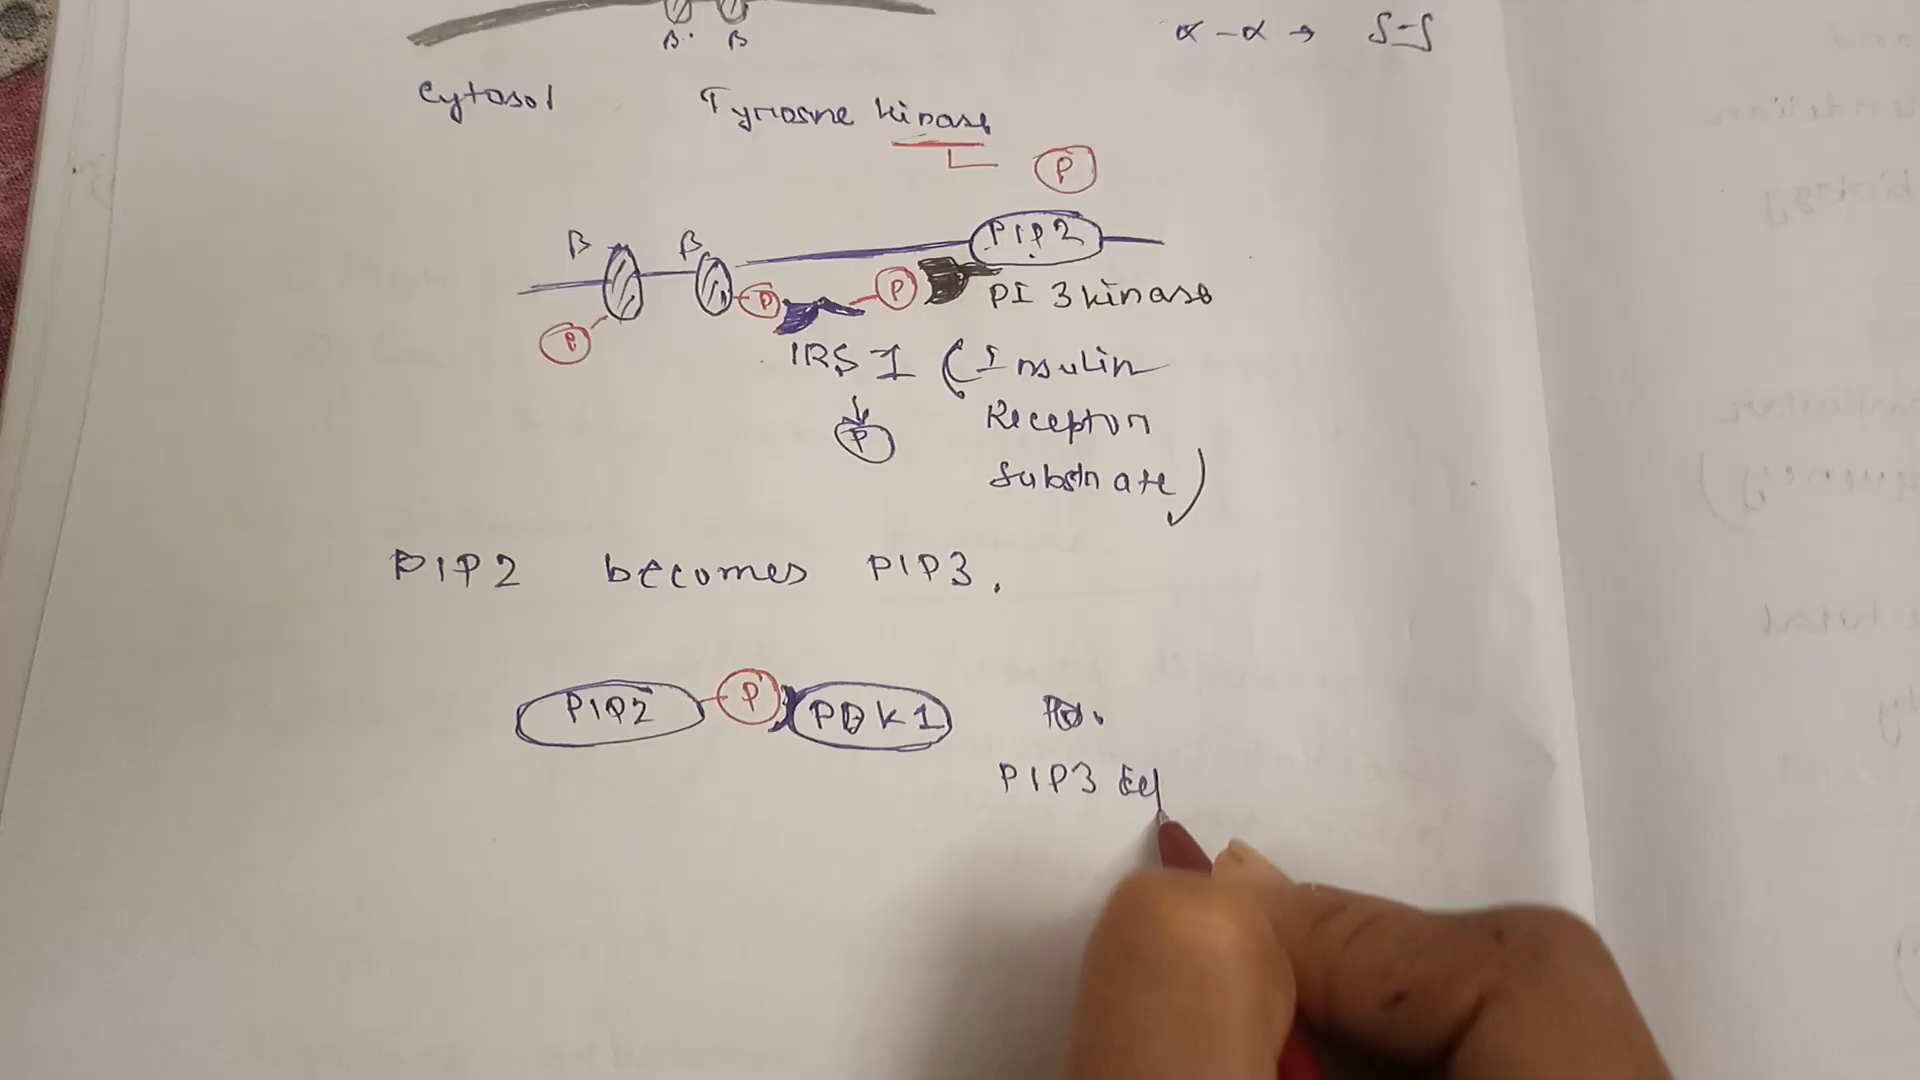 β β
α - α → S-S
Cytosol
Tyrosine kinase
P
β β PIP2
P P PI 3 kinase
P
IRS 1 (Insulin
P Receptor
Substrate)
PIP2 becomes PIP3.
PIP2 P PDK1
PIP3